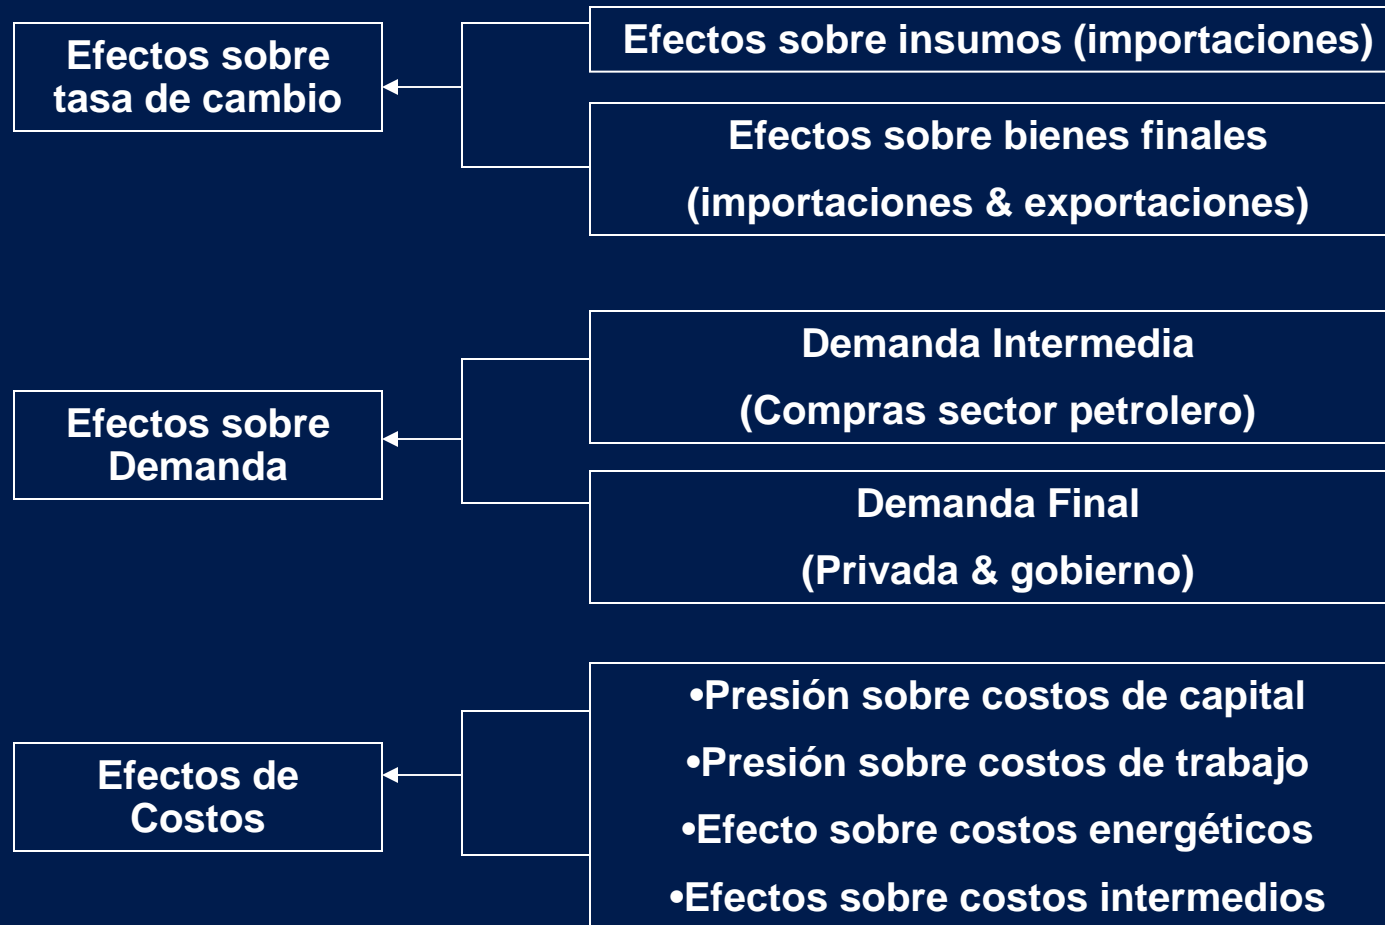 Efectos sobre
tasa de cambio
Efectos sobre insumos (importaciones)
Efectos sobre bienes finales
(importaciones & exportaciones)
Efectos sobre
Demanda
Demanda Intermedia
(Compras sector petrolero)
Demanda Final
(Privada & gobierno)
Efectos de
Costos
•Presión sobre costos de capital
•Presión sobre costos de trabajo
•Efecto sobre costos energéticos
•Efectos sobre costos intermedios